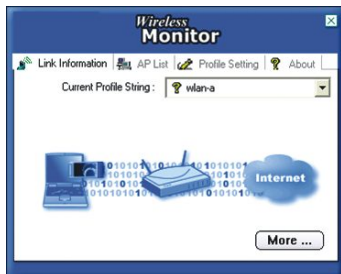 Wireless
Monitor
Link Information AP List Profile Setting ? About
Current Profile String : ? wlan-a
Internet
More ...